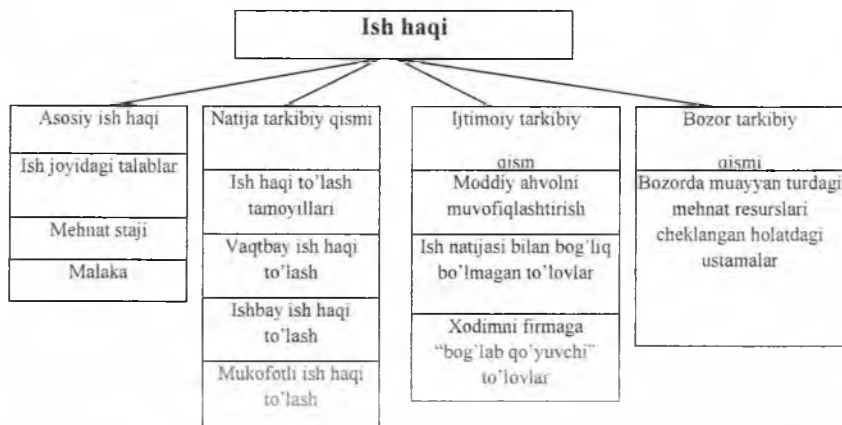 Ish haqi
Asosiy ish haqi
Ish joyidagi talablar
Mehnat staji
Malaka
Natija tarkibiy qismi
Ish haqi to'lash
tamoyillari
Vaqtbay ish haqi
to'lash
Ishbay ish haqi
to'lash
Mukofotli ish haqi
to'lash
Ijtimoiy tarkibiy
qism
Moddiy ahvolni
muvofiqlashtirish
Ish natijasi bilan bog'liq
bo'lmagan to'lovlar
Xodimni firmaga
"bog'lab qo'yuvchi"
to'lovlar
Bozor tarkibiy
qismi
Bozorda muayyan turdagi
mehnat resurslari
cheklangan holatdagi
ustamalar